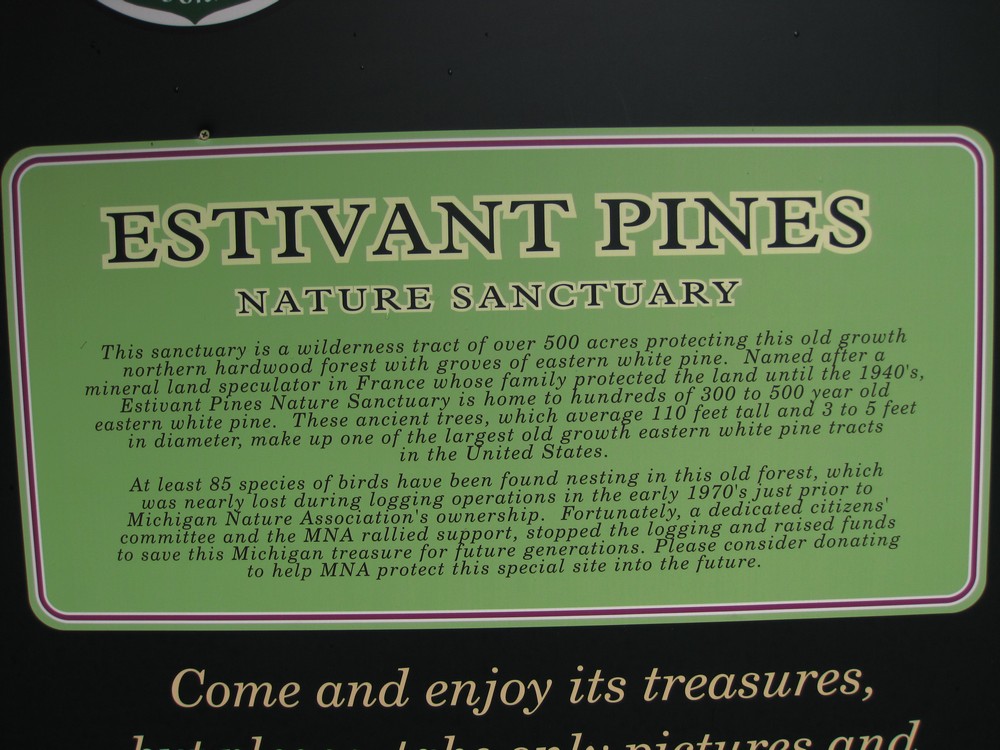 ESTIVANT PINES
NATURE SANCTUARY
This sanctuary is a wilderness tract of over 500 acres protecting this old growth
northern hardwood forest with groves of eastern white pine. Named after a
mineral land speculator in France whose family protected the land until the 1940's,
Estivant Pines Nature Sanctuary is home to hundreds of 300 to 500 year old
eastern white pine. These ancient trees, which average 110 feet tall and 3 to 5 feet
in diameter, make up one of the largest old growth eastern white pine tracts
in the United States.
At least 85 species of birds have been found nesting in this old forest, which
was nearly lost during logging operations in the early 1970's just prior to
Michigan Nature Association's ownership. Fortunately, a dedicated citizens'
committee and the MNA rallied support, stopped the logging and raised funds
to save this Michigan treasure for future generations. Please consider donating
to help MNA protect this special site into the future.
Come and enjoy its treasures,
but please, take only pictures and